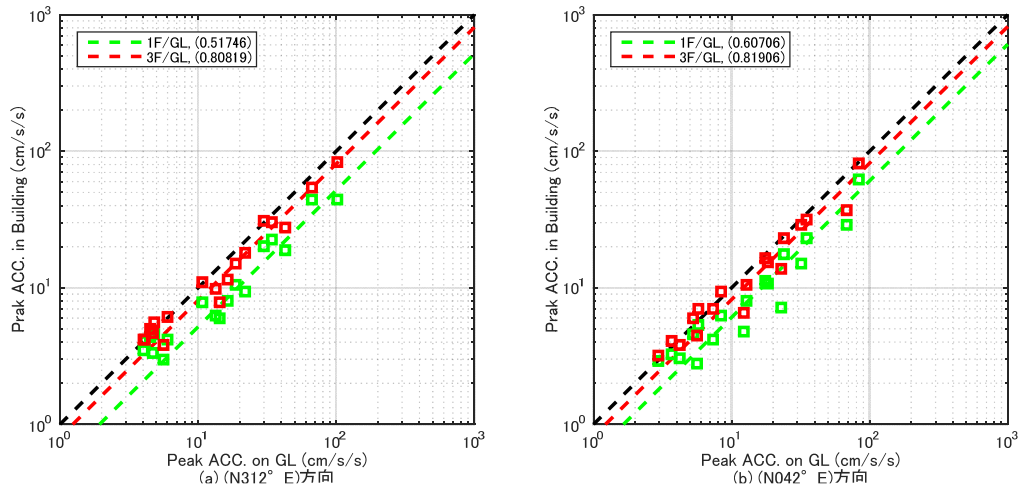 10³
10²
10¹
10⁰
Prak ACC. in Building (cm/s/s)
1F/GL, (0.51746)
3F/GL, (0.80819)
10⁰ 10¹ 10² 10³
Peak ACC. on GL (cm/s/s)
(a) (N312° E)方向
10³
10²
10¹
10⁰
Prak ACC. in Building (cm/s/s)
1F/GL, (0.60706)
3F/GL, (0.81906)
10⁰ 10¹ 10² 10³
Peak ACC. on GL (cm/s/s)
(b) (N042° E)方向